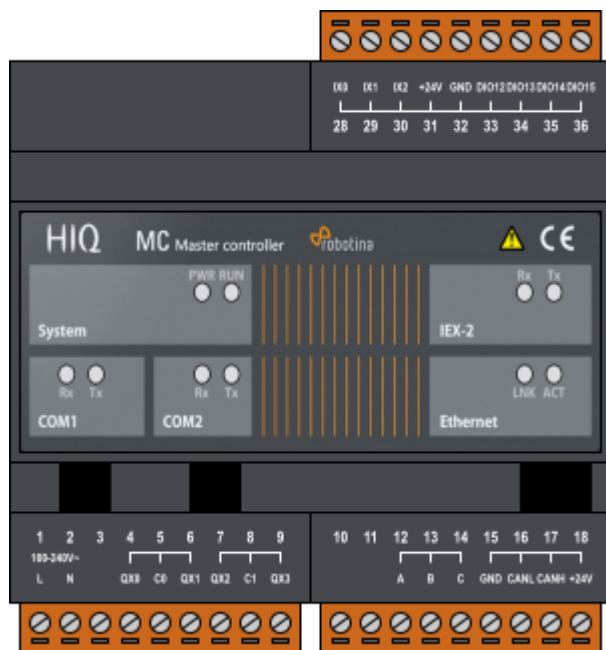 IX0 IX1 IX2 +24V GND DIO12 DIO13 DIO14 DIO15
28 29 30 31 32 33 34 35 36
HIQ MC Master controller robotina CE
PWR RUN Rx Tx
System IEX-2
Rx Tx Rx Tx LNK ACT
COM1 COM2 Ethernet
1 2 3 4 5 6 7 8 9 10 11 12 13 14 15 16 17 18
100-240V~
L N QX0 C0 QX1 QX2 C1 QX3 A B C GND CANL CANH +24V